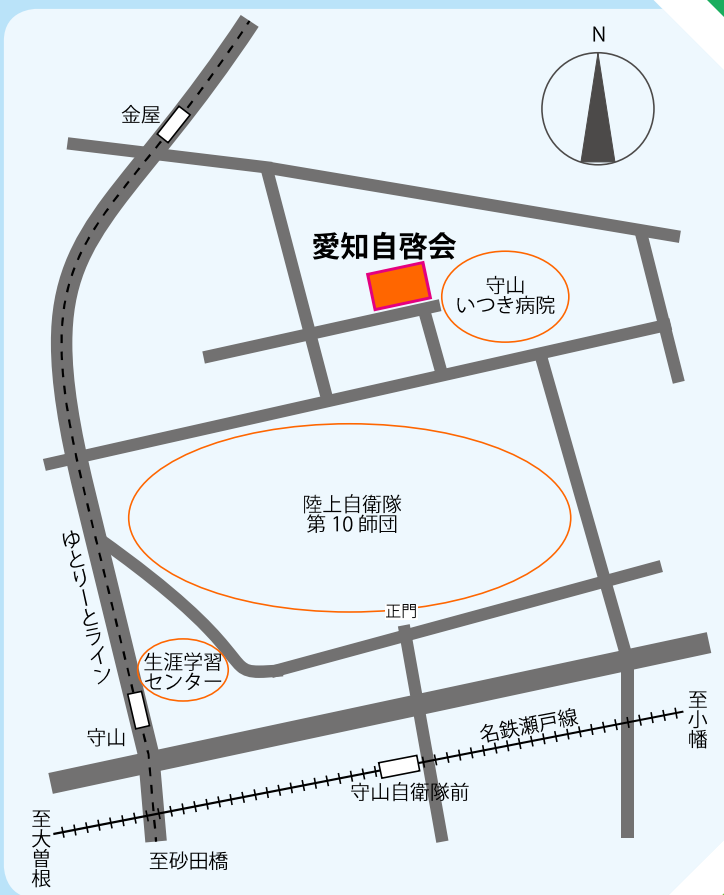 N
金屋
愛知自啓会
守山
いつき病院
陸上自衛隊
第 10 師団
ゆとりーとライン
正門
生涯学習
センター
守山
名鉄瀬戸線
至小幡
守山自衛隊前
至大曽根
至砂田橋